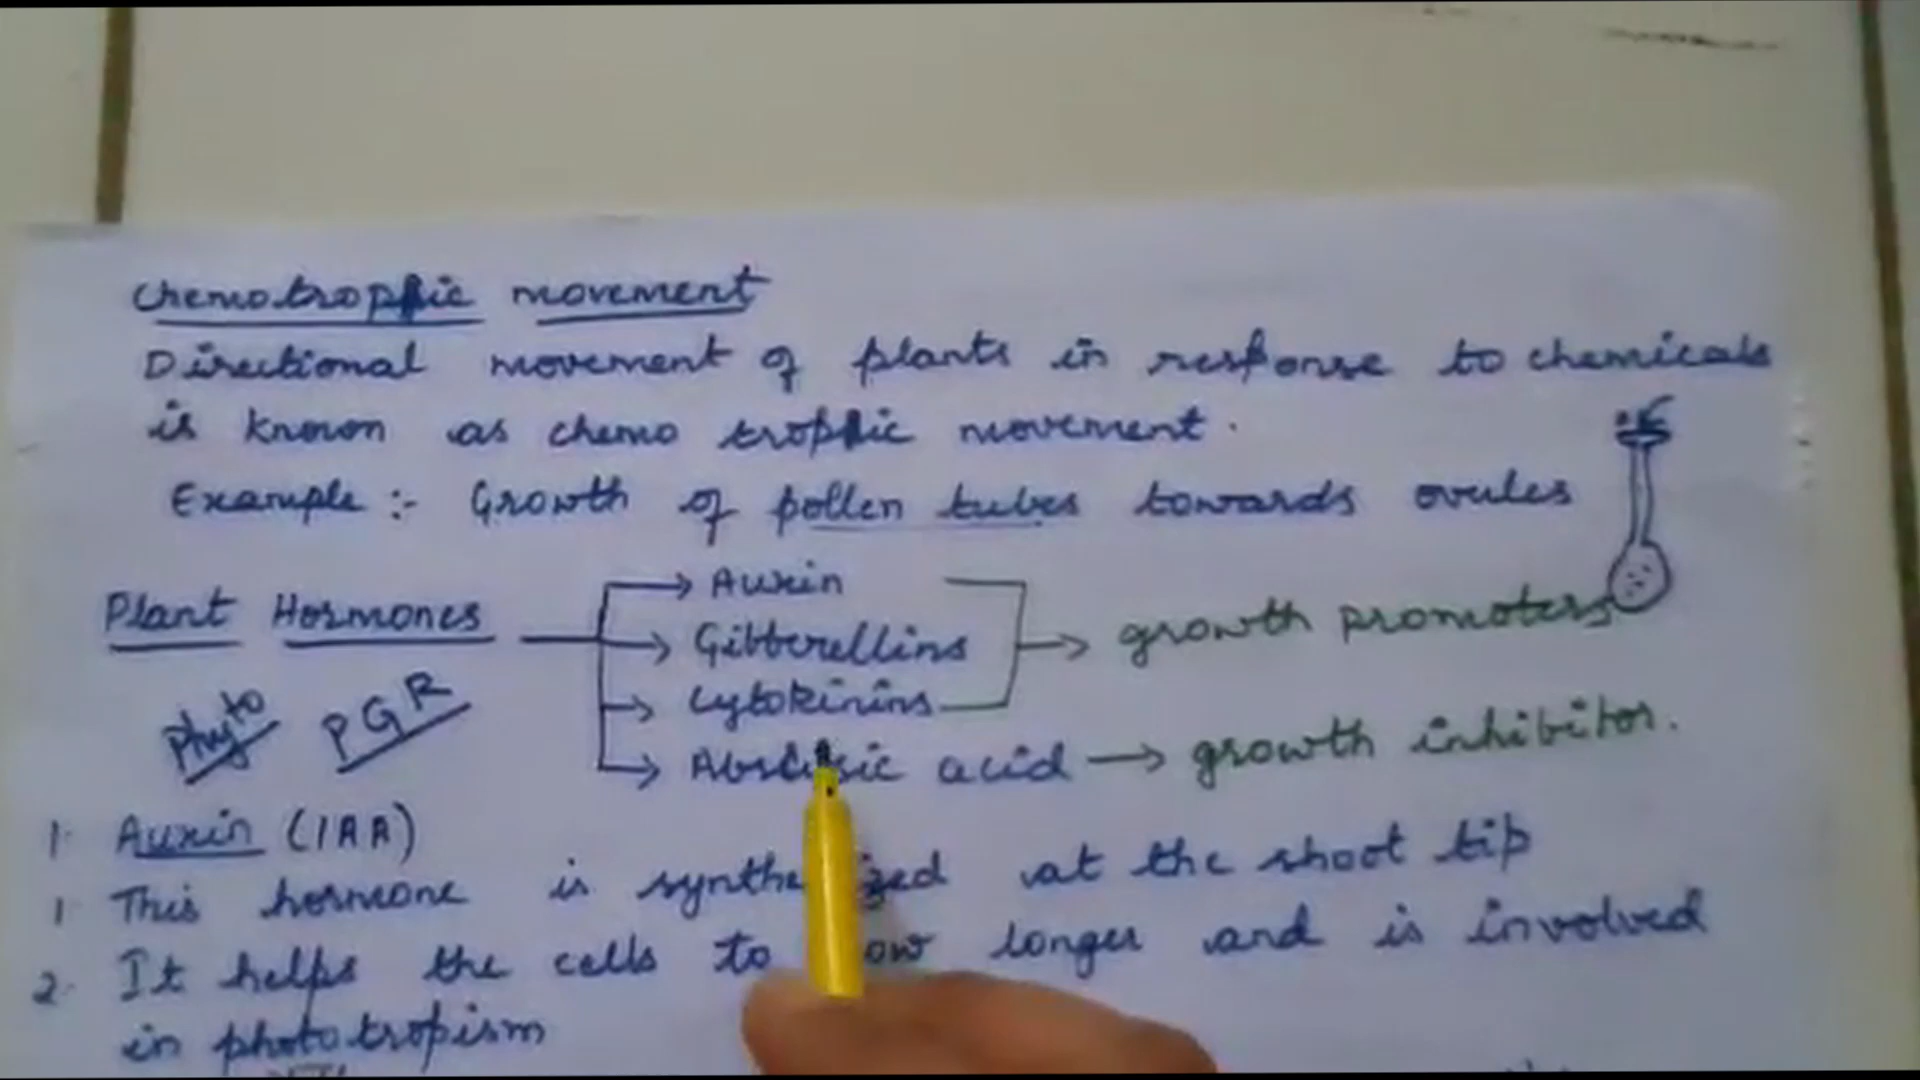 Chemotropic movement
Directional movement of plants in response to chemicals
is known as chemo tropic movement.
Example :- Growth of pollen tubes towards ovules
Plant Hormones → Auxin
→ Gibberellins → growth promoters
→ Cytokinins
→ Abscisic acid → growth inhibitor.
Phyto PGR
1. Auxin (IAA)
1 This hormone is synthe zed at the shoot tip
2. It helps the cells to ow longer and is involved
in phototropism